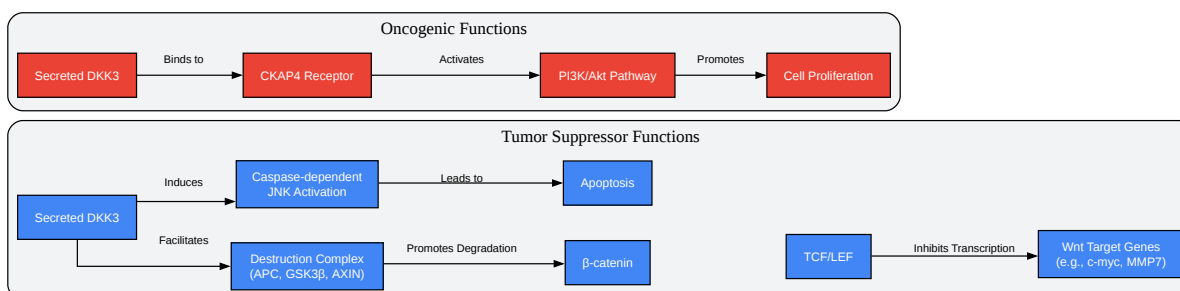 Oncogenic Functions
Secreted DKK3
Binds to
CKAP4 Receptor
Activates
PI3K/Akt Pathway
Promotes
Cell Proliferation
Tumor Suppressor Functions
Secreted DKK3
Induces
Caspase-dependent
JNK Activation
Leads to
Apoptosis
Facilitates
Destruction Complex
(APC, GSK3β, AXIN)
Promotes Degradation
β-catenin
TCF/LEF
Inhibits Transcription
Wnt Target Genes
(e.g., c-myc, MMP7)